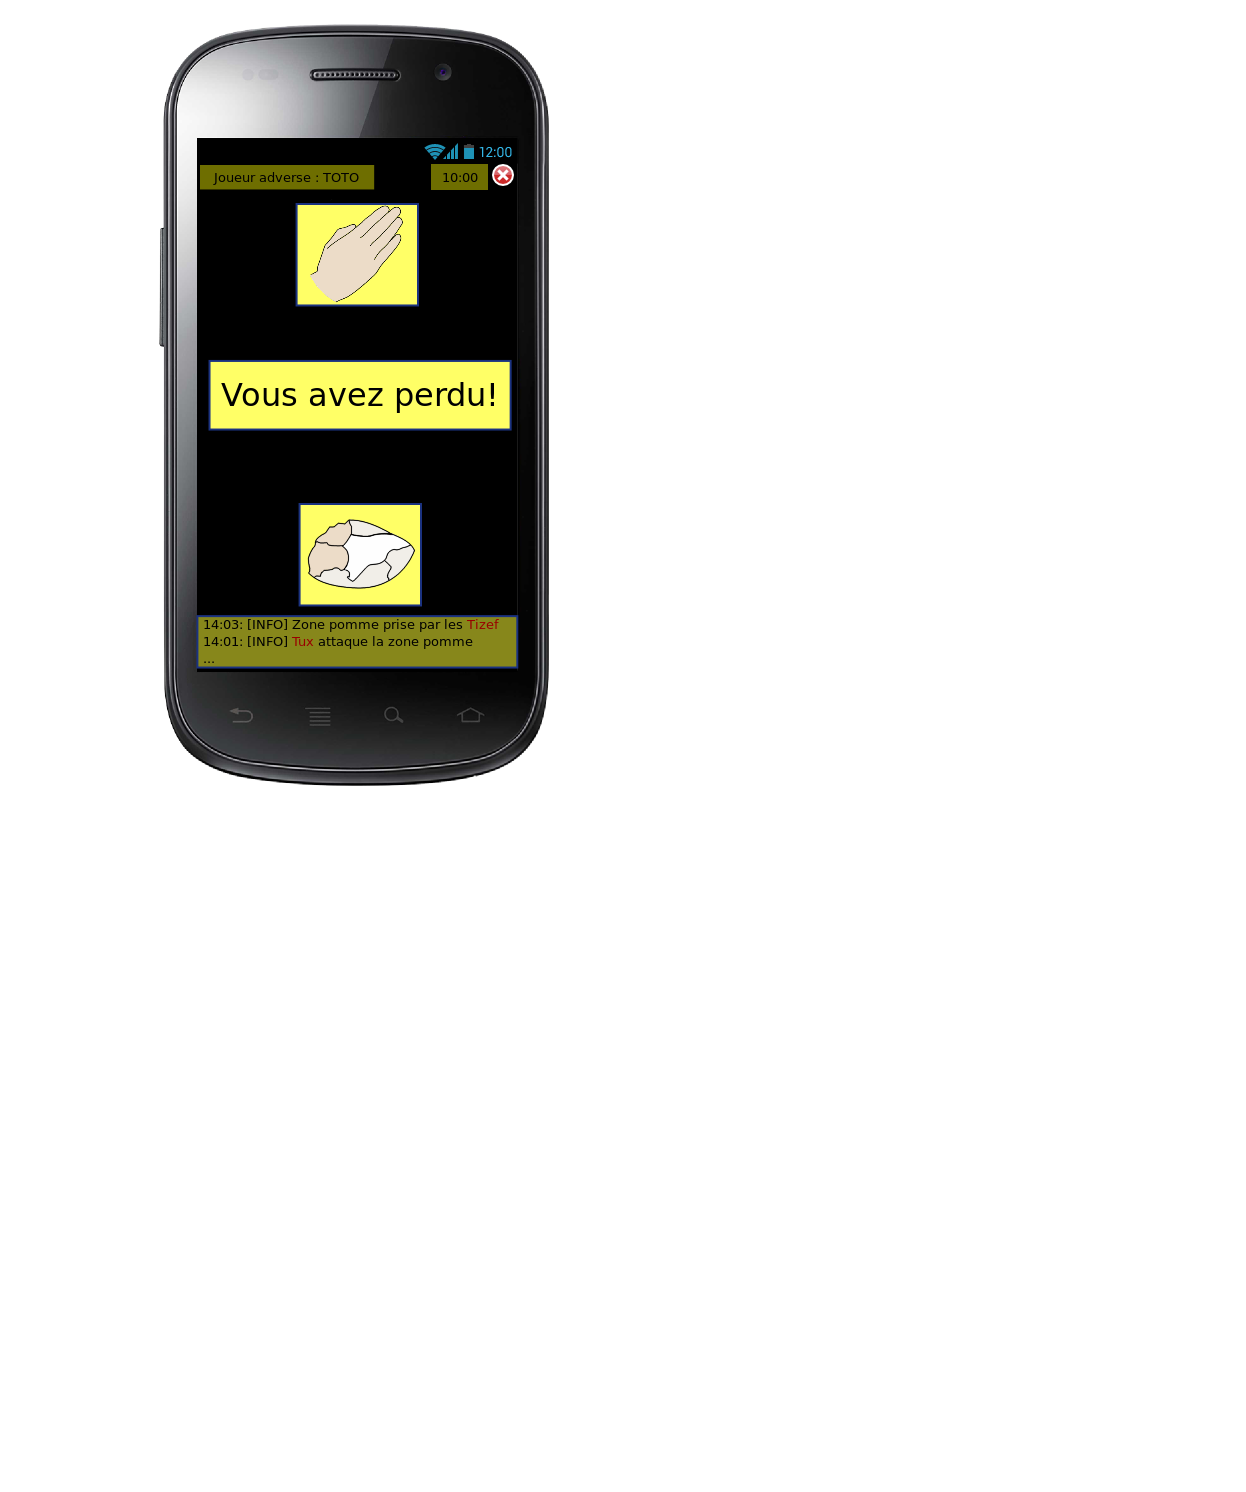 12:00
Joueur adverse : TOTO 10:00
Vous avez perdu!
14:03: [INFO] Zone pomme prise par les Tizef
14:01: [INFO] Tux attaque la zone pomme
...